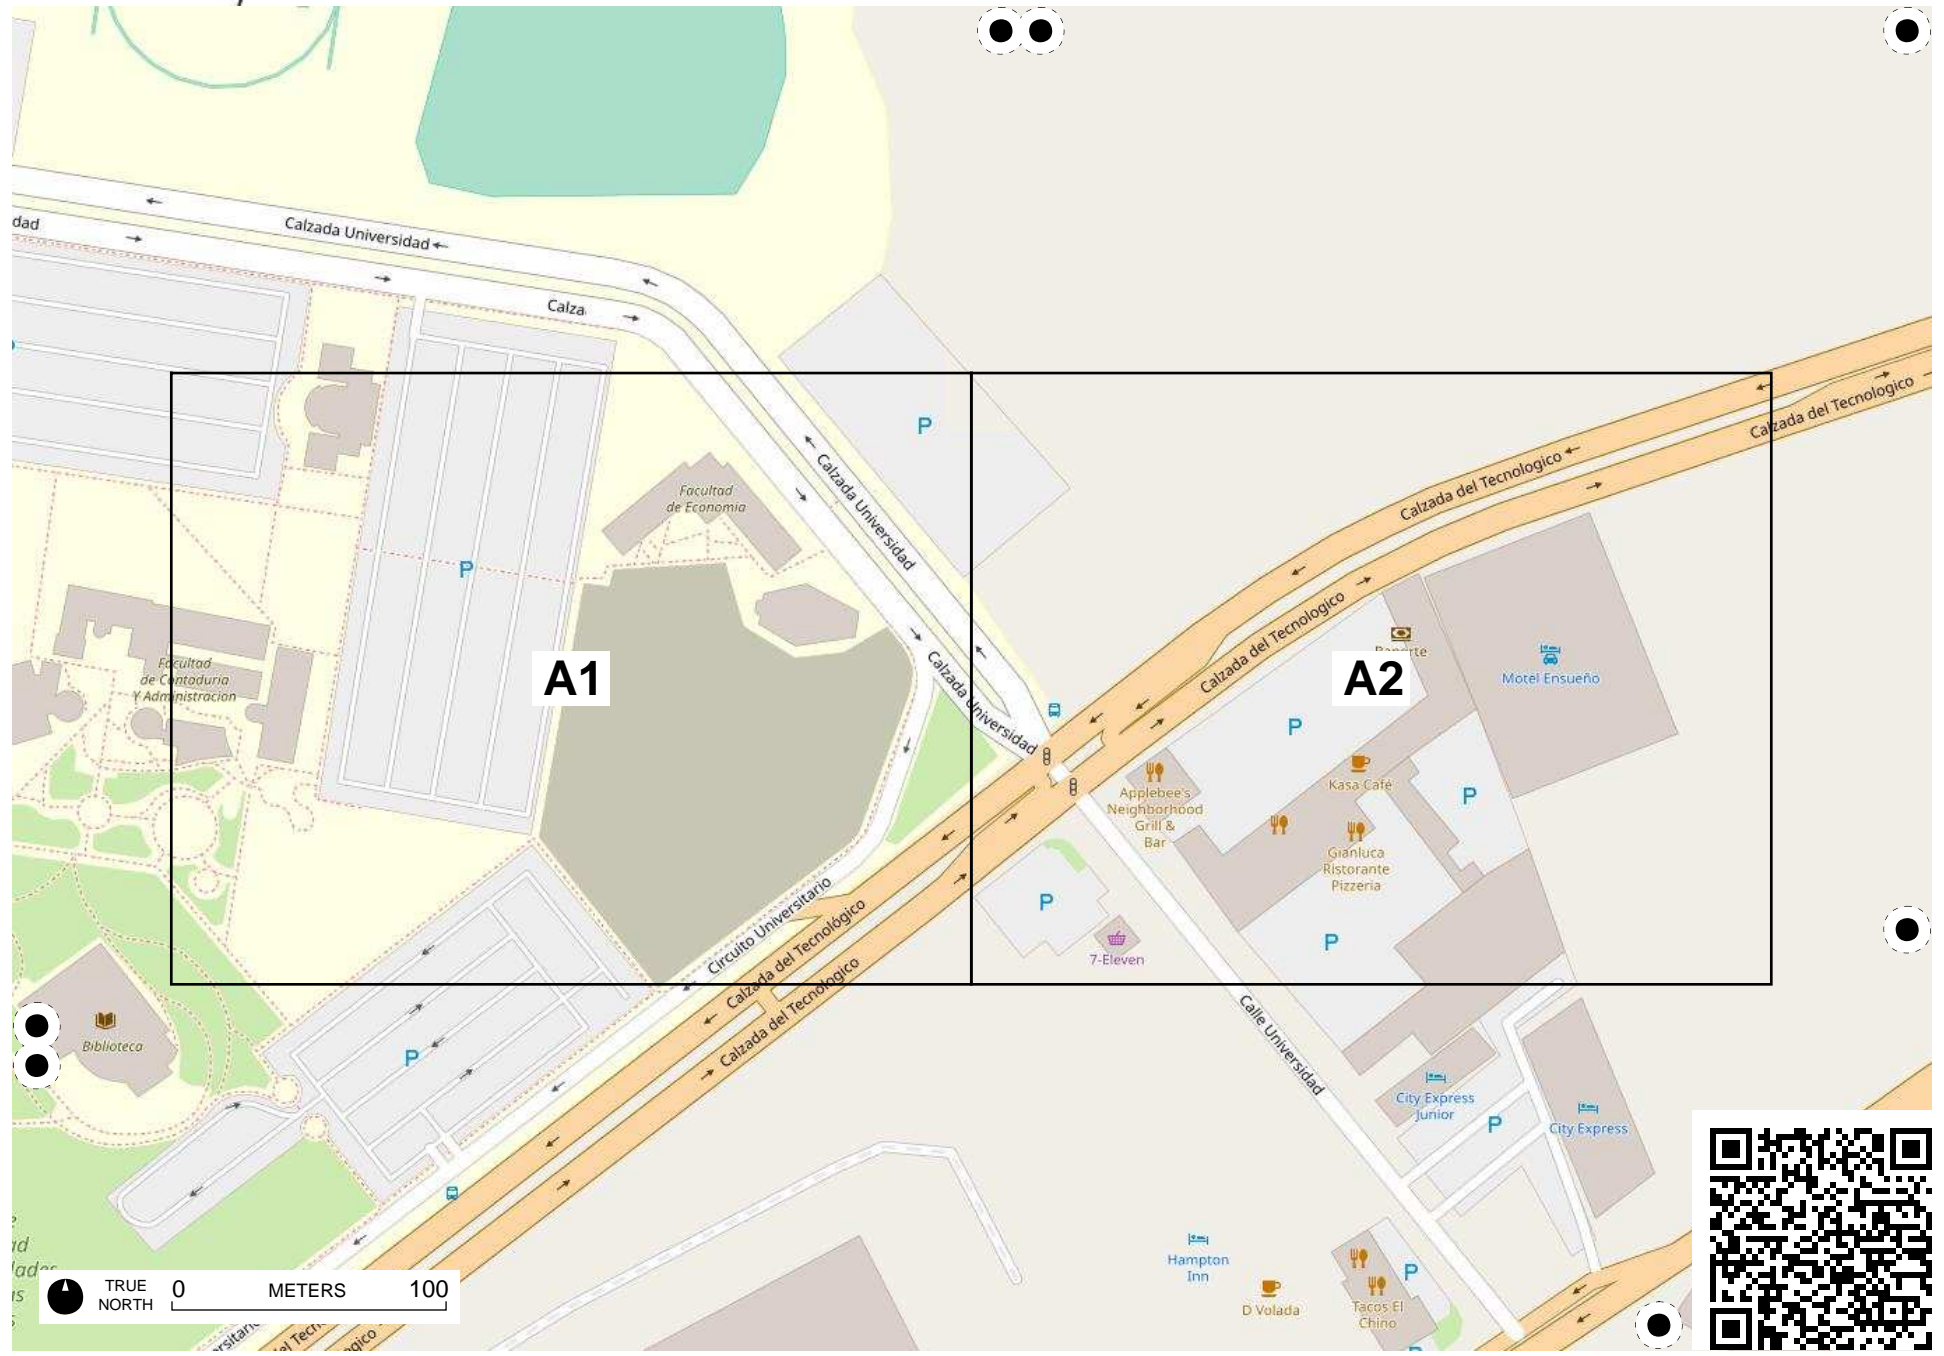 dad
Calzada Universidad
Calza
Calzada del Tecnologico
Calzada del Tecnologico
Calzada Universidad
Facultad
de Economia
P
P
Calzada del Tecnologico
A1
A2
Motel Ensueño
Facultad
de Contaduria
Y Administracion
Calzada Universidad
P
Kasa Café
P
Applebee's
Neighborhood
Grill &
Bar
Gianluca
Ristorante
Pizzeria
Circuito Universitario
Calzada del Tecnológico
Calzada del Tecnologico
P
P
7-Eleven
Biblioteca
P
Calle Universidad
City Express
Junior
P
City Express
Hampton
Inn
D Volada
P
Tacos El
Chino
P
TRUE
NORTH
0
METERS
100